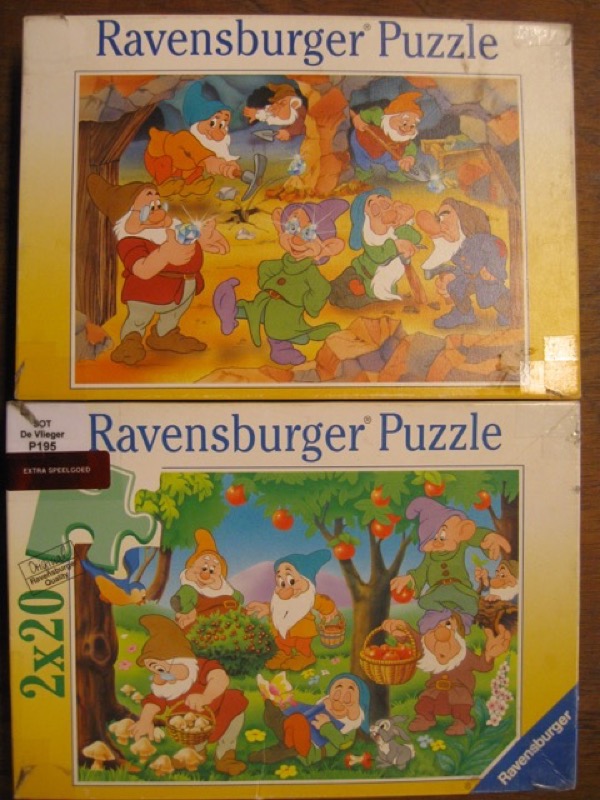 Ravensburger® Puzzle
SOT
De Vlieger
P195
EXTRA SPEELGOED
Ravensburger® Puzzle
Original
Ravensburger
Quality
2x20
Ravensburger